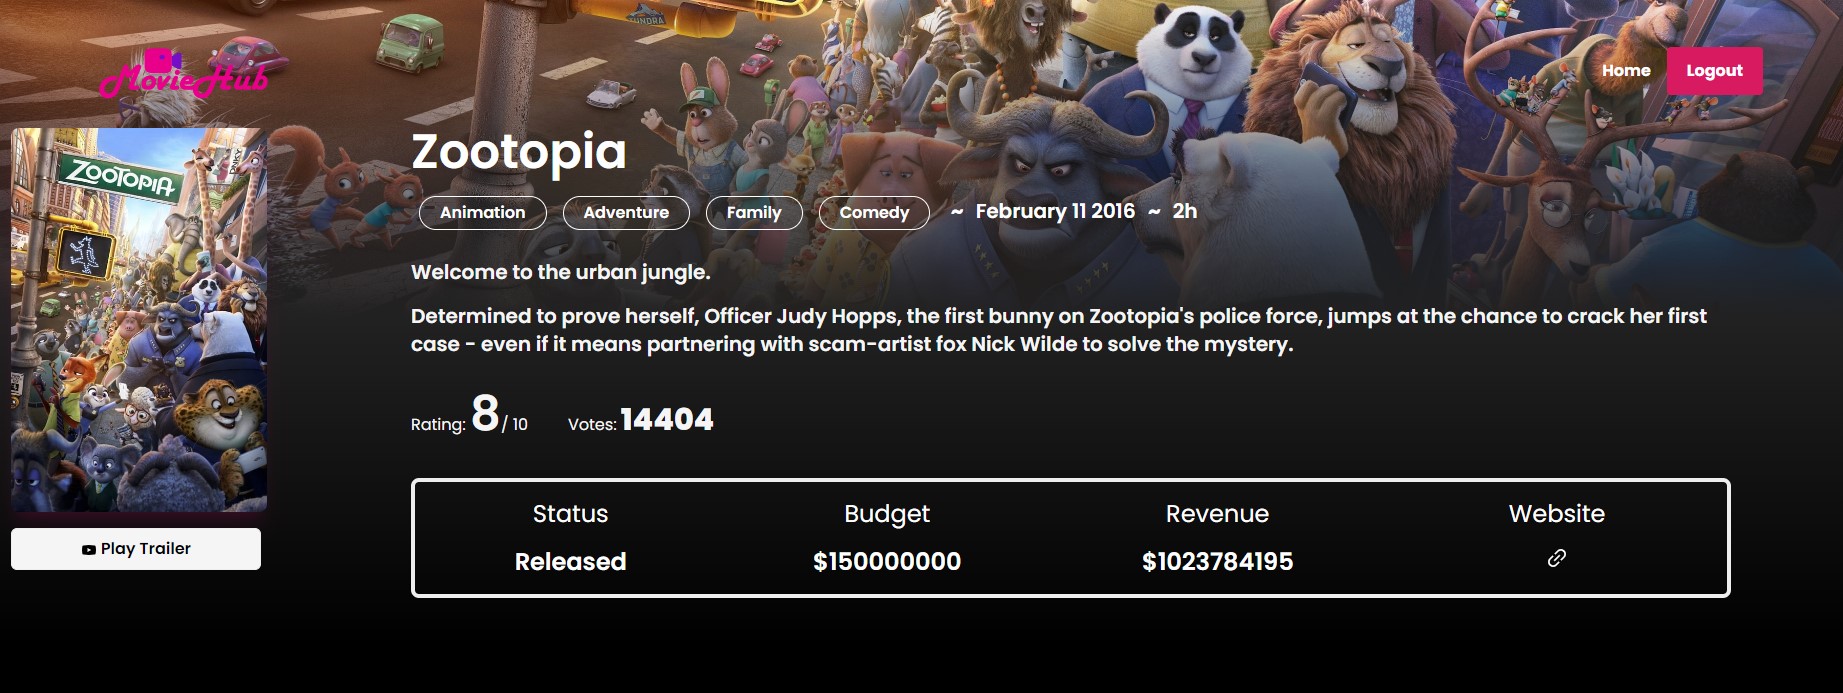 TUNDRA
MovieHub
Home
Logout
ZOOTOPIA
Zootopia
Animation
Adventure
Family
Comedy
~ February 11 2016 ~ 2h
Welcome to the urban jungle.
Determined to prove herself, Officer Judy Hopps, the first bunny on Zootopia's police force, jumps at the chance to crack her first
case - even if it means partnering with scam-artist fox Nick Wilde to solve the mystery.
Rating: 8/ 10
Votes: 14404
Play Trailer
Status
Budget
Revenue
Website
Released
$150000000
$1023784195